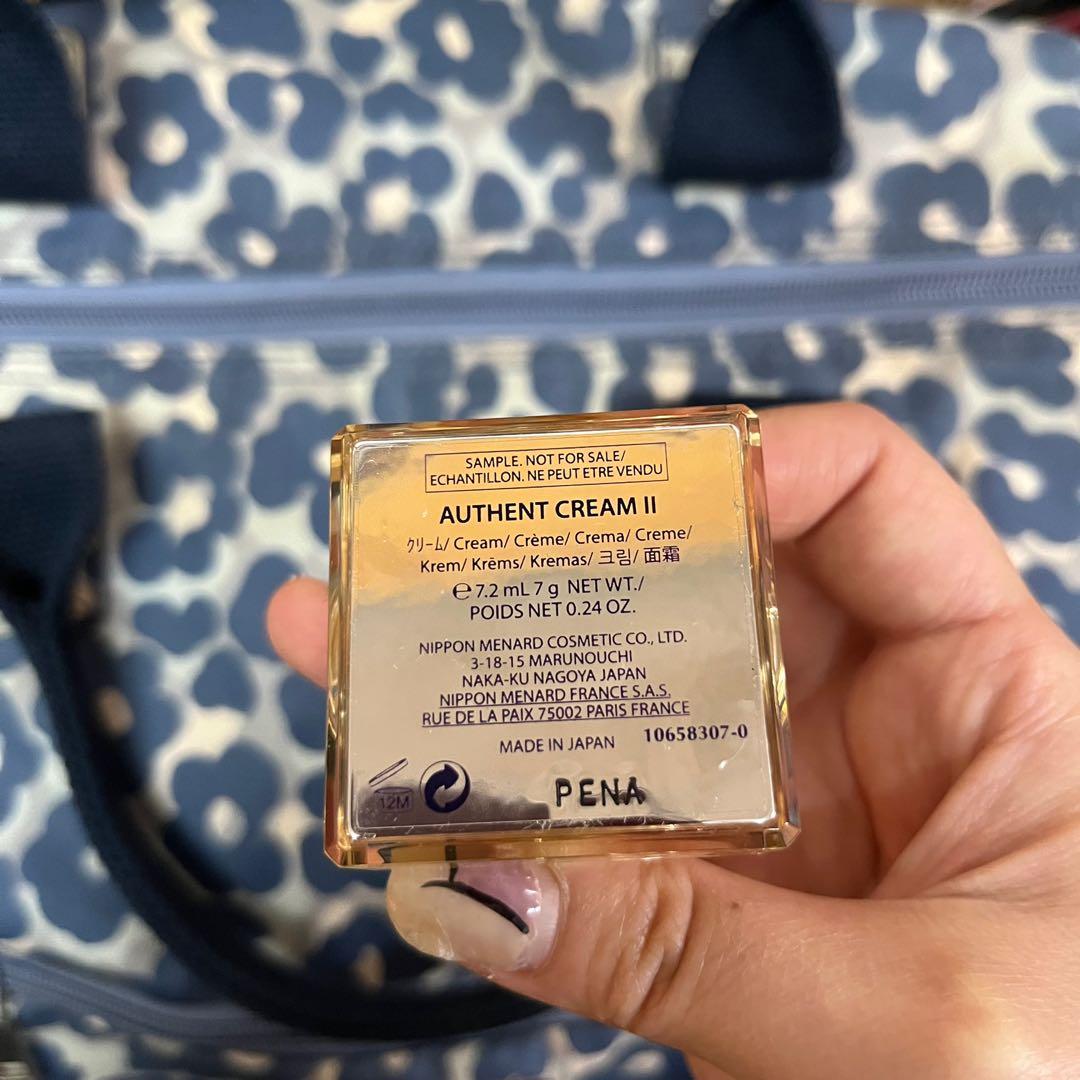 SAMPLE. NOT FOR SALE/
ECHANTILLON. NE PEUT ETRE VENDU
AUTHENT CREAM II
クリーム/ Cream/ Crème/ Crema/ Creme/
Krem/ Krēms/ Kremas/ 크림/ 面霜
℮ 7.2 mL 7 g NET WT./
POIDS NET 0.24 OZ.
NIPPON MENARD COSMETIC CO., LTD.
3-18-15 MARUNOUCHI
NAKA-KU NAGOYA JAPAN
NIPPON MENARD FRANCE S.A.S.
RUE DE LA PAIX 75002 PARIS FRANCE
MADE IN JAPAN 10658307-0
12M
PENA